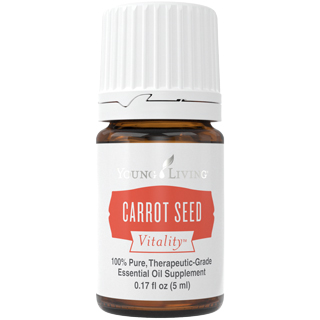 YOUNG LIVING
CARROT SEED
Vitality™
100% Pure, Therapeutic-Grade
Essential Oil Supplement
0.17 fl oz (5 ml)